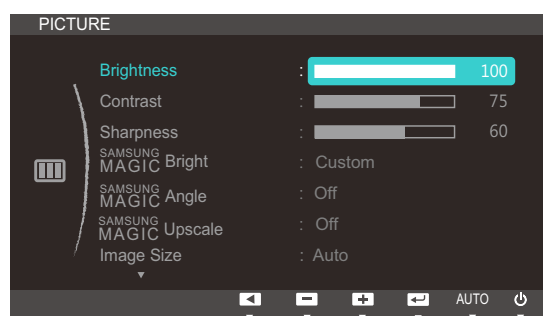 PICTURE
Brightness : 100
Contrast : 75
Sharpness : 60
SAMSUNG MAGIC Bright : Custom
SAMSUNG MAGIC Angle : Off
SAMSUNG MAGIC Upscale : Off
Image Size : Auto
AUTO